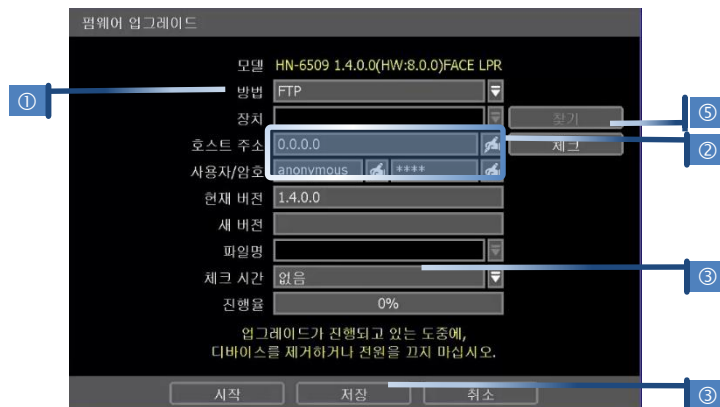 펌웨어 업그레이드
모델 HN-6509 1.4.0.0(HW:8.0.0)FACE LPR
① 방법 FTP
장치 찾기 ⑤
호스트 주소 0.0.0.0 체크 ②
사용자/암호 anonymous ****
현재 버전 1.4.0.0
새 버전
파일명
체크 시간 없음 ③
진행율 0%
업그레이드가 진행되고 있는 도중에,
디바이스를 제거하거나 전원을 끄지 마십시오.
시작 저장 취소 ③